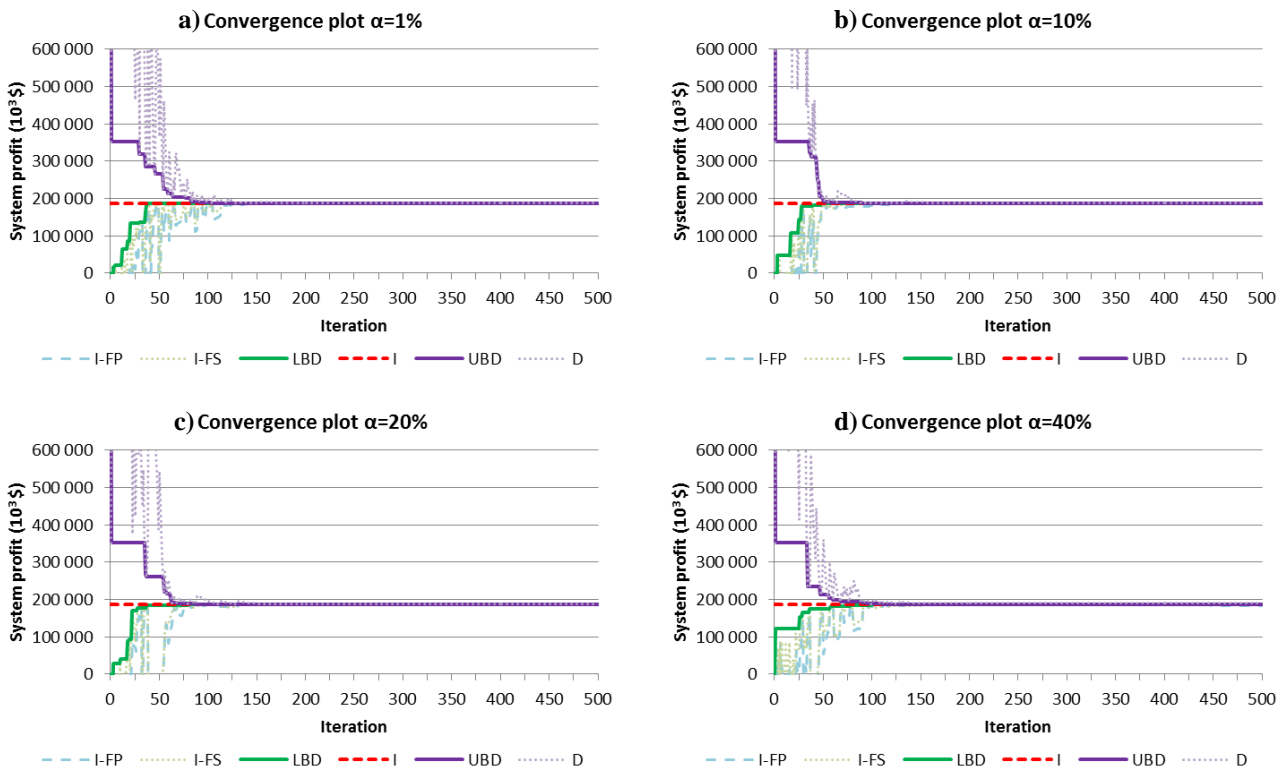 a) Convergence plot α=1%
600 000
500 000
400 000
300 000
200 000
100 000
0
System profit (10³ $)
0 50 100 150 200 250 300 350 400 450 500
Iteration
I-FP I-FS LBD I UBD D
b) Convergence plot α=10%
600 000
500 000
400 000
300 000
200 000
100 000
0
System profit (10³ $)
0 50 100 150 200 250 300 350 400 450 500
Iteration
I-FP I-FS LBD I UBD D
c) Convergence plot α=20%
600 000
500 000
400 000
300 000
200 000
100 000
0
System profit (10³ $)
0 50 100 150 200 250 300 350 400 450 500
Iteration
I-FP I-FS LBD I UBD D
d) Convergence plot α=40%
600 000
500 000
400 000
300 000
200 000
100 000
0
System profit (10³ $)
0 50 100 150 200 250 300 350 400 450 500
Iteration
I-FP I-FS LBD I UBD D